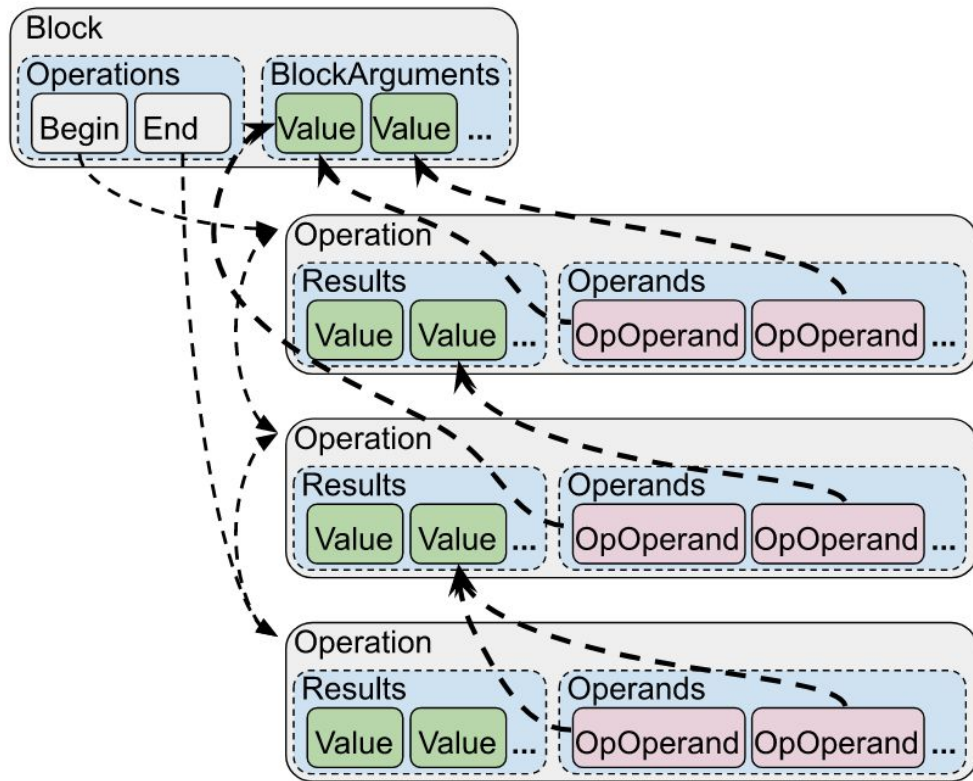 Block
Operations BlockArguments
Begin End Value Value ...
Operation
Results Operands
Value Value ... OpOperand OpOperand ...
Operation
Results Operands
Value Value ... OpOperand OpOperand ...
Operation
Results Operands
Value Value ... OpOperand OpOperand ...